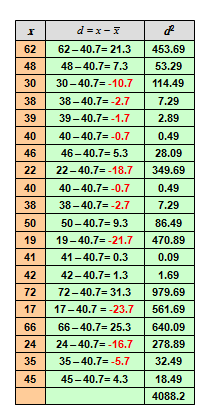 x d = x – x̅ d²
62 62 – 40.7= 21.3 453.69
48 48 – 40.7= 7.3 53.29
30 30 – 40.7= -10.7 114.49
38 38 – 40.7= -2.7 7.29
39 39 – 40.7= -1.7 2.89
40 40 – 40.7= -0.7 0.49
46 46 – 40.7= 5.3 28.09
22 22 – 40.7= -18.7 349.69
40 40 – 40.7= -0.7 0.49
38 38 – 40.7= -2.7 7.29
50 50 – 40.7= 9.3 86.49
19 19 – 40.7= -21.7 470.89
41 41 – 40.7= 0.3 0.09
42 42 – 40.7= 1.3 1.69
72 72 – 40.7= 31.3 979.69
17 17 – 40.7= -23.7 561.69
66 66 – 40.7= 25.3 640.09
24 24 – 40.7= -16.7 278.89
35 35 – 40.7= -5.7 32.49
45 45 – 40.7= 4.3 18.49
4088.2